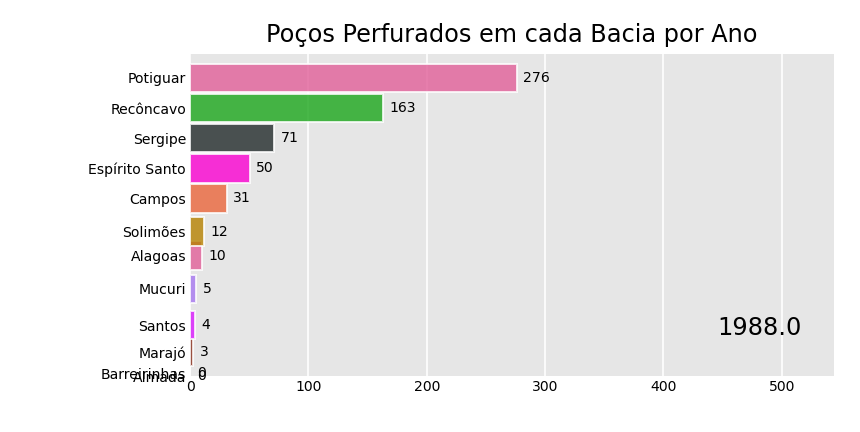 Poços Perfurados em cada Bacia por Ano
Potiguar 276
Recôncavo 163
Sergipe 71
Espírito Santo 50
Campos 31
Solimões 12
Alagoas 10
Mucuri 5
Santos 4
1988.0
Marajó 3
Barreirinhas 0
Almada 0
0 100 200 300 400 500